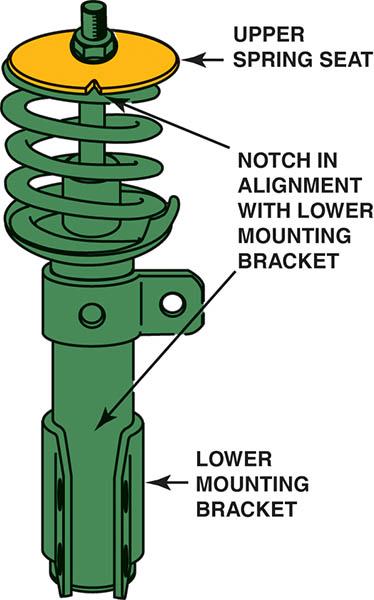 UPPER
SPRING SEAT
NOTCH IN
ALIGNMENT
WITH LOWER
MOUNTING
BRACKET
LOWER
MOUNTING
BRACKET